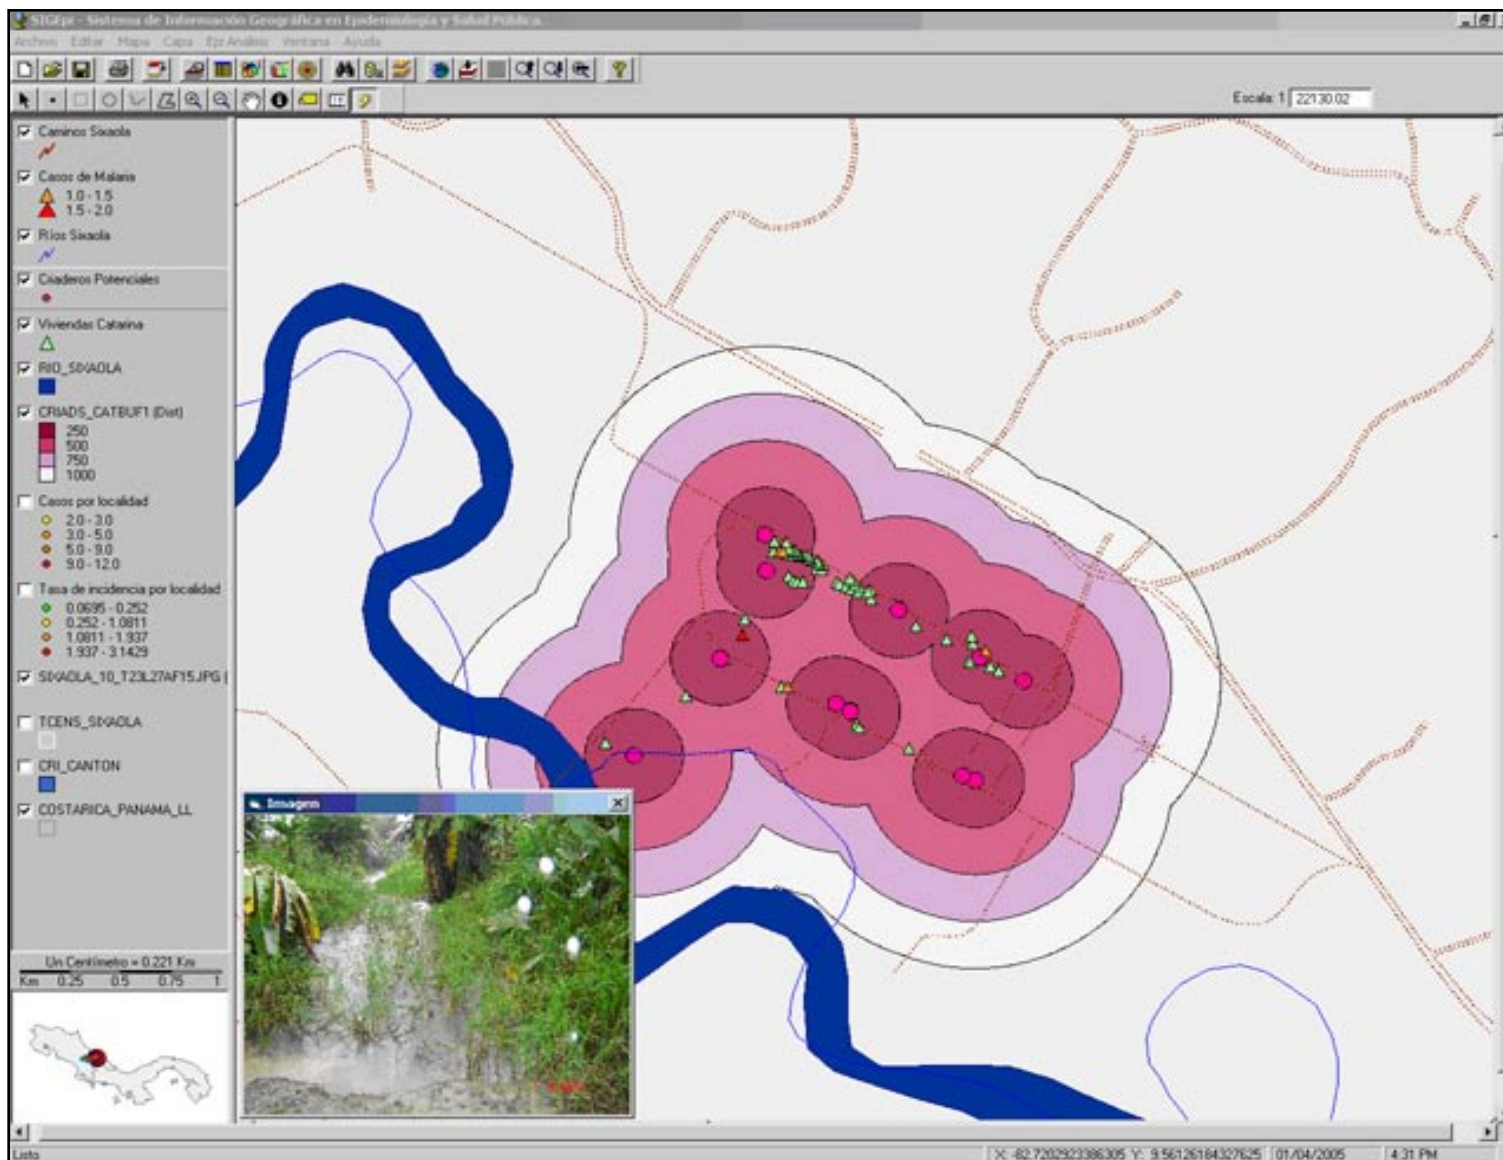 SIGEpi - Sistema de Información Geográfica en Epidemiología y Salud Pública.
Archivo Editar Mapa Capa Epi Análisis Ventana Ayuda
Escala: 1 22130.02
Caminos Sixaola
Casos de Malaria
1.0 - 1.5
1.5 - 2.0
Ríos Sixaola
Criaderos Potenciales
Viviendas Catarina
RIO_SIXAOLA
CRIADS_CATBUF1 (Dist)
250
500
750
1000
Casos por localidad
2.0 - 3.0
3.0 - 5.0
5.0 - 9.0
9.0 - 12.0
Tasa de incidencia por localidad
0.0695 - 0.252
0.252 - 1.0811
1.0811 - 1.937
1.937 - 3.1429
SIXAOLA_10_T23L27AF15.JPG (
TCENS_SIXAOLA
CRI_CANTON
COSTARICA_PANAMA_LL
Un Centímetro = 0.221 Km
Km 0.25 0.5 0.75 1
Imagen
Listo
X: -82.7202923386305 Y: 9.56126184327625 01/04/2005 4:31 PM